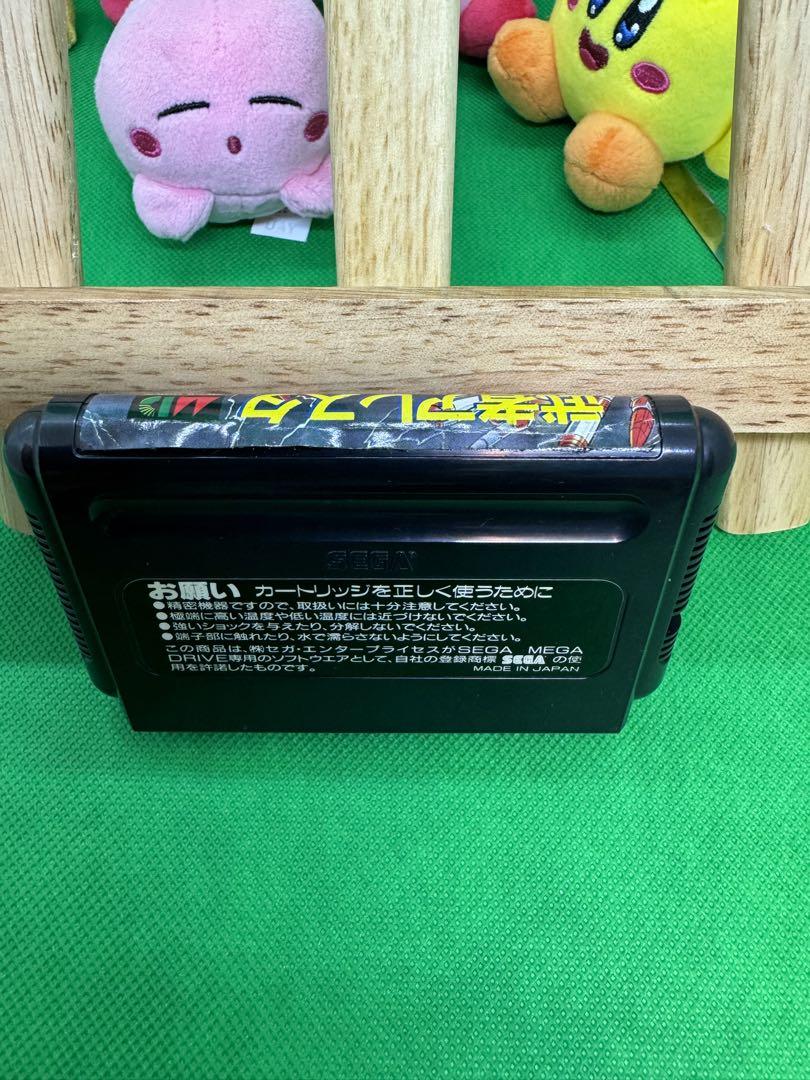 武者アレスタ
SEGA
お願い カートリッジを正しく使うために
●精密機器ですので、取扱いには十分注意してください。
●極端に高い温度や低い温度には近づけないでください。
●強いショックを与えたり、分解しないでください。
●端子部に触れたり、水で濡らさないようにしてください。
この商品は、㈱セガ・エンタープライゼスがSEGA MEGA
DRIVE専用のソフトウエアとして、自社の登録商標 SEGA の使
用を許諾したものです。
MADE IN JAPAN